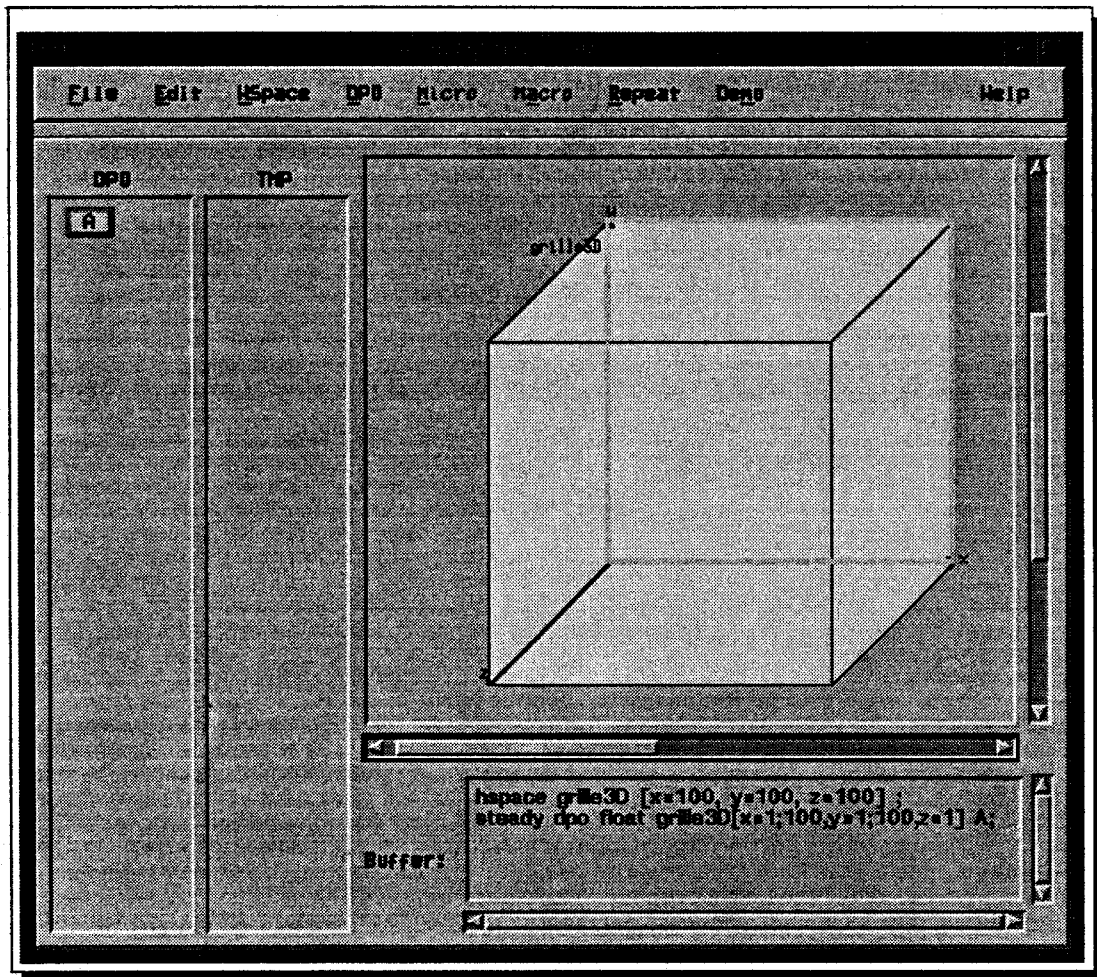 File Edit HSpace DPO Micro Macro Repeat Demo Help
DPO TMP
A
grille3D
x
z
hspace grille3D [x=100, y=100, z=100] ;
steady dpo float grille3D[x=1;100,y=1;100,z=1] A;
Buffer: